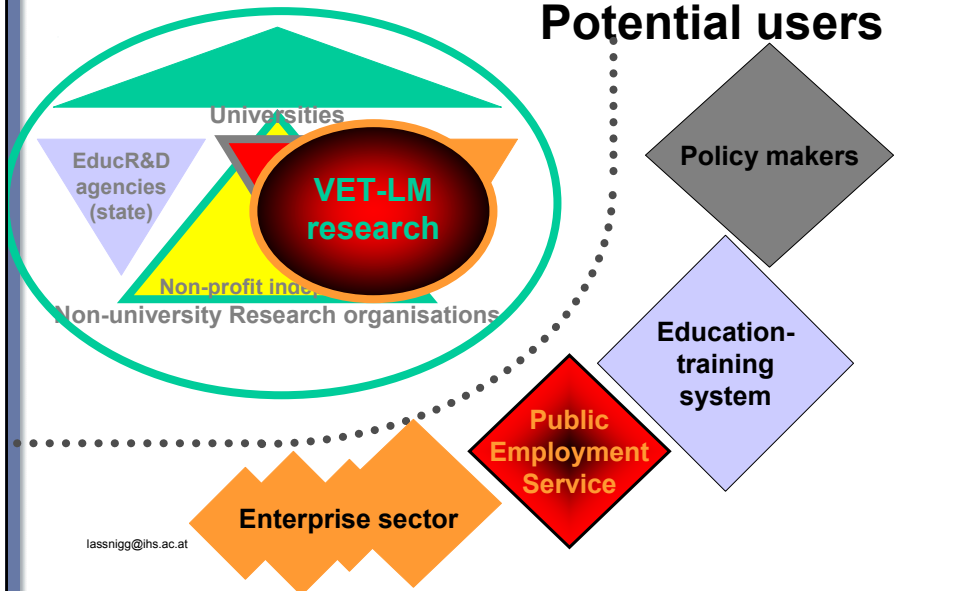 Potential users
Universities
EducR&D
agencies
(state)
VET-LM
research
Non-profit
Non-university Research organisations
Policy makers
Education-
training
system
Public
Employment
Service
Enterprise sector
lassnigg@ihs.ac.at